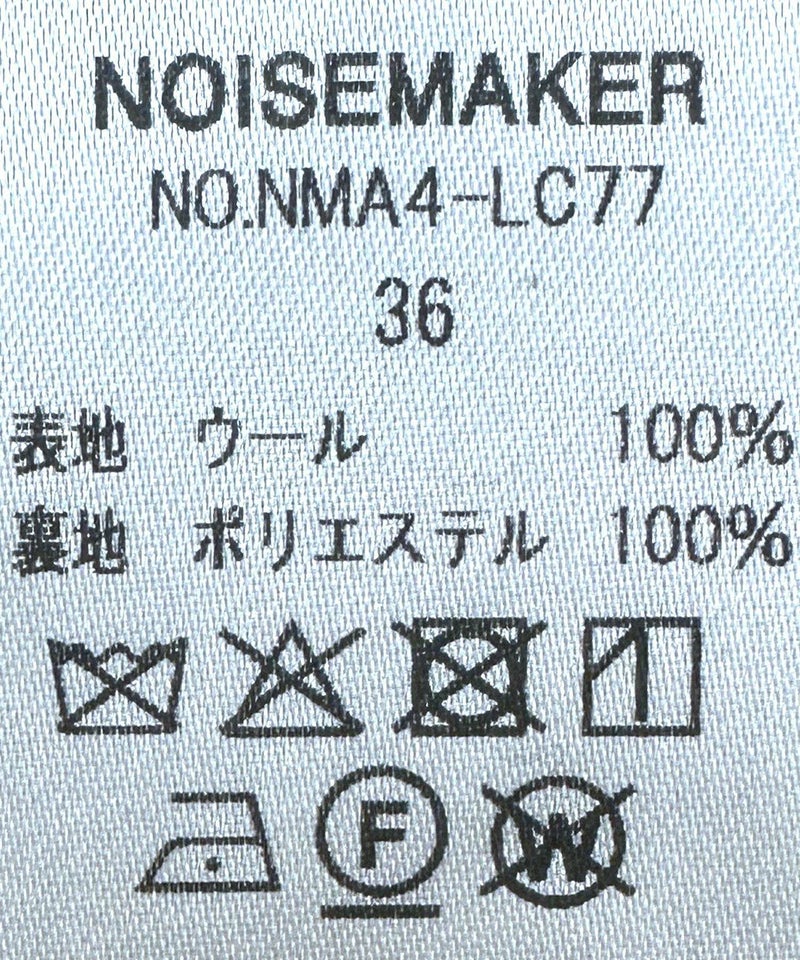 NOISEMAKER
NO.NMA4-LC77
36
表地 ウール 100%
裏地 ポリエステル 100%
F W